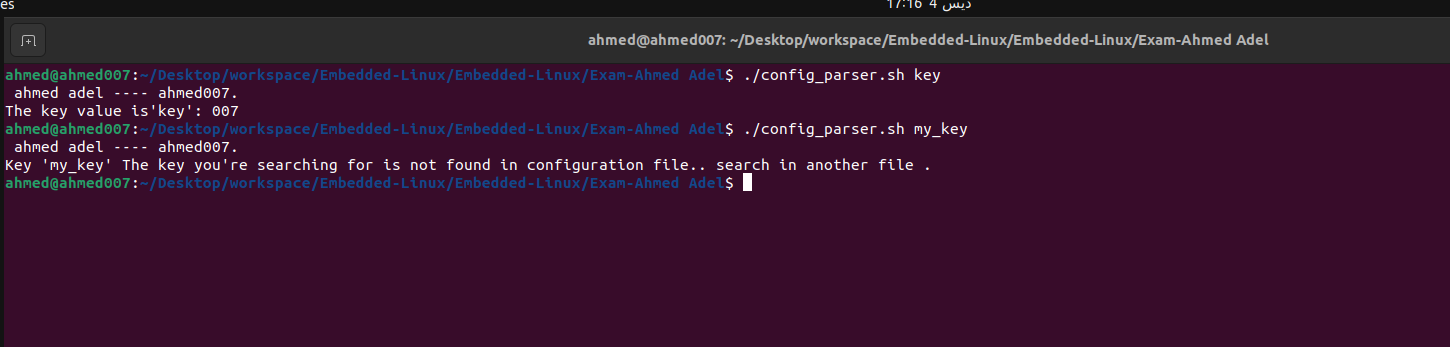 es
17:16 4 ديس
ahmed@ahmed007: ~/Desktop/workspace/Embedded-Linux/Embedded-Linux/Exam-Ahmed Adel
ahmed@ahmed007:~/Desktop/workspace/Embedded-Linux/Embedded-Linux/Exam-Ahmed Adel$ ./config_parser.sh key
 ahmed adel ---- ahmed007.
The key value is'key': 007
ahmed@ahmed007:~/Desktop/workspace/Embedded-Linux/Embedded-Linux/Exam-Ahmed Adel$ ./config_parser.sh my_key
 ahmed adel ---- ahmed007.
Key 'my_key' The key you're searching for is not found in configuration file.. search in another file .
ahmed@ahmed007:~/Desktop/workspace/Embedded-Linux/Embedded-Linux/Exam-Ahmed Adel$